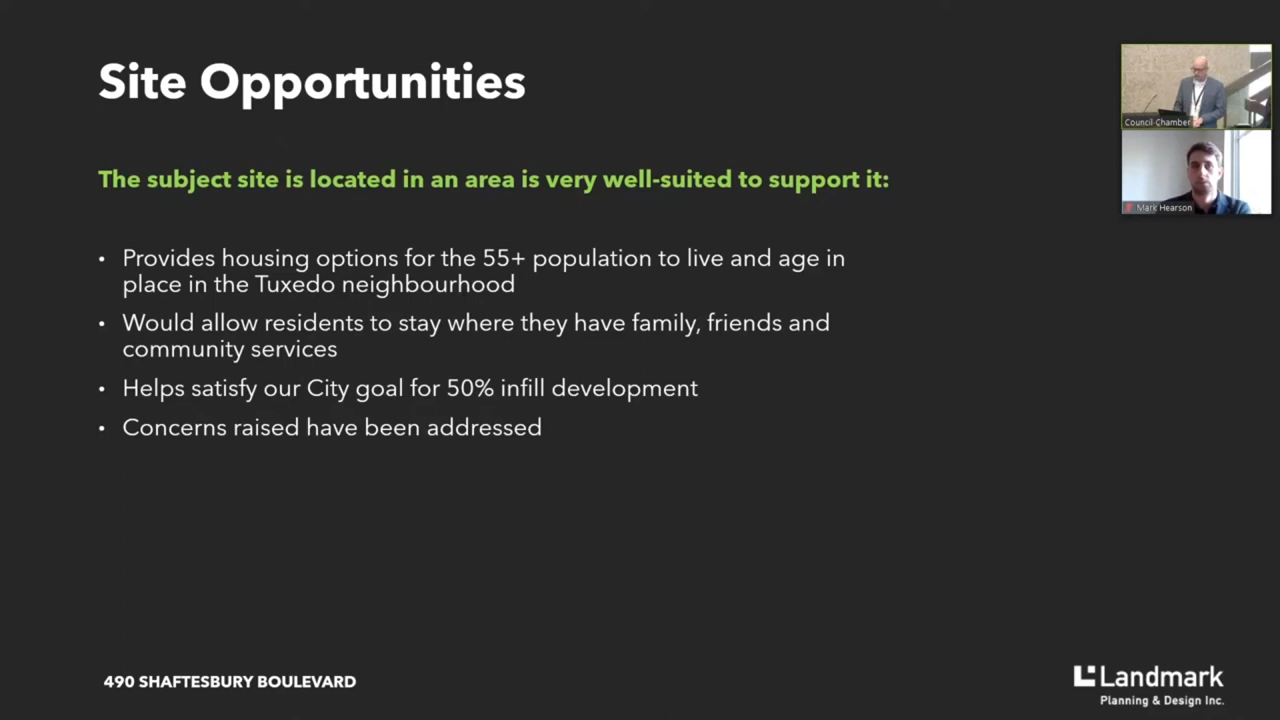 Site Opportunities
The subject site is located in an area is very well-suited to support it:
• Provides housing options for the 55+ population to live and age in
place in the Tuxedo neighbourhood
• Would allow residents to stay where they have family, friends and
community services
• Helps satisfy our City goal for 50% infill development
• Concerns raised have been addressed
Council Chamber
Mark Hearson
490 SHAFTESBURY BOULEVARD
Landmark
Planning & Design Inc.